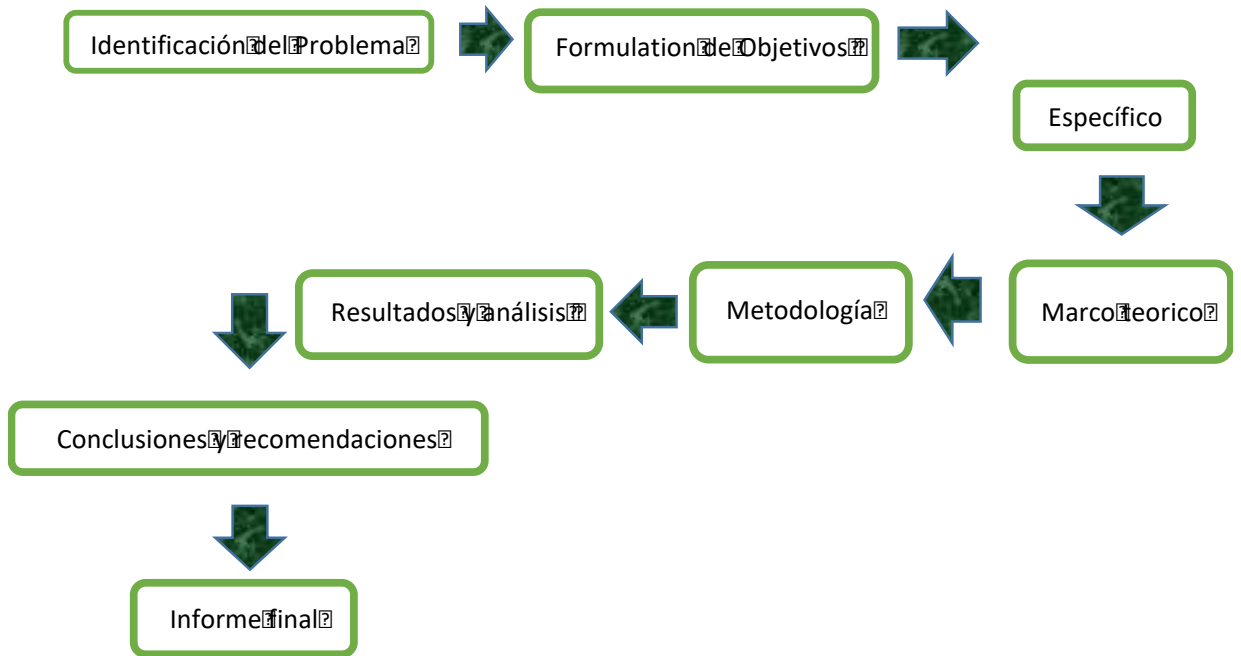 Identificación del Problema
Formulation de Objetivos
Específico
Marco teorico
Metodología
Resultados y análisis
Conclusiones y recomendaciones
Informe final